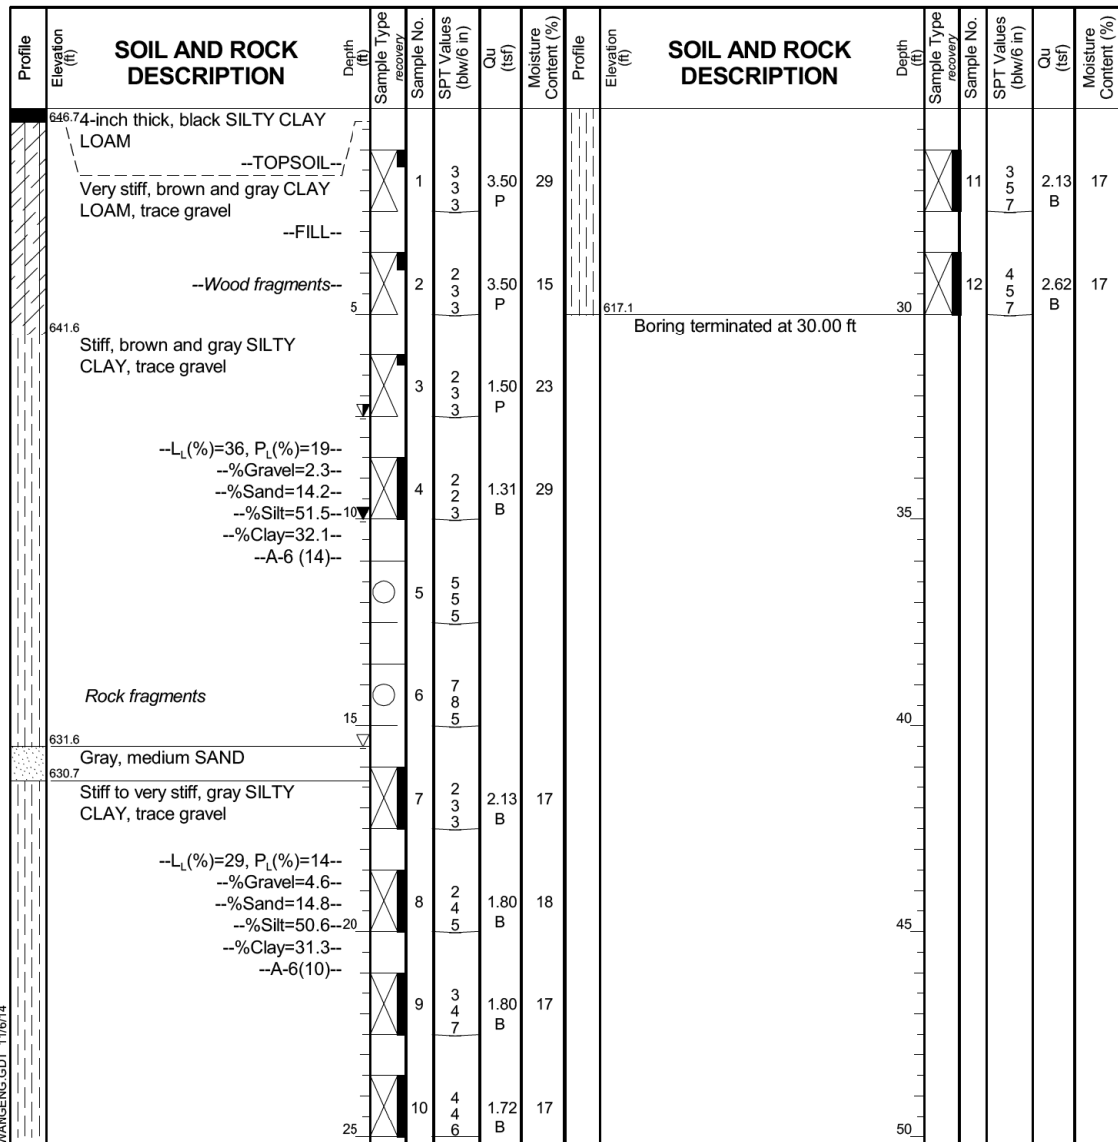 Profile
Elevation
(ft)
SOIL AND ROCK
DESCRIPTION
Depth
(ft)
Sample Type
recovery
Sample No.
SPT Values
(blw/6 in)
Qu
(tsf)
Moisture
Content (%)
646.7
4-inch thick, black SILTY CLAY
LOAM
--TOPSOIL--
Very stiff, brown and gray CLAY
LOAM, trace gravel
1
3
3
3
3.50
P
29
--FILL--
--Wood fragments--
5
2
2
3
3
3.50
P
15
641.6
Stiff, brown and gray SILTY
CLAY, trace gravel
3
2
3
3
1.50
P
23
--LL(%)=36, PL(%)=19--
--%Gravel=2.3--
--%Sand=14.2--
--%Silt=51.5--
10
--%Clay=32.1--
--A-6 (14)--
4
2
2
3
1.31
B
29
5
5
5
5
Rock fragments
15
6
7
8
5
631.6
Gray, medium SAND
630.7
Stiff to very stiff, gray SILTY
CLAY, trace gravel
7
2
3
3
2.13
B
17
--LL(%)=29, PL(%)=14--
--%Gravel=4.6--
--%Sand=14.8--
--%Silt=50.6--
20
--%Clay=31.3--
--A-6(10)--
8
2
4
5
1.80
B
18
9
3
4
7
1.80
B
17
25
10
4
4
6
1.72
B
17
WANGENG.GDT 11/6/14
Profile
Elevation
(ft)
SOIL AND ROCK
DESCRIPTION
Depth
(ft)
Sample Type
recovery
Sample No.
SPT Values
(blw/6 in)
Qu
(tsf)
Moisture
Content (%)
11
3
5
7
2.13
B
17
12
4
5
7
2.62
B
17
617.1
30
Boring terminated at 30.00 ft
35
40
45
50